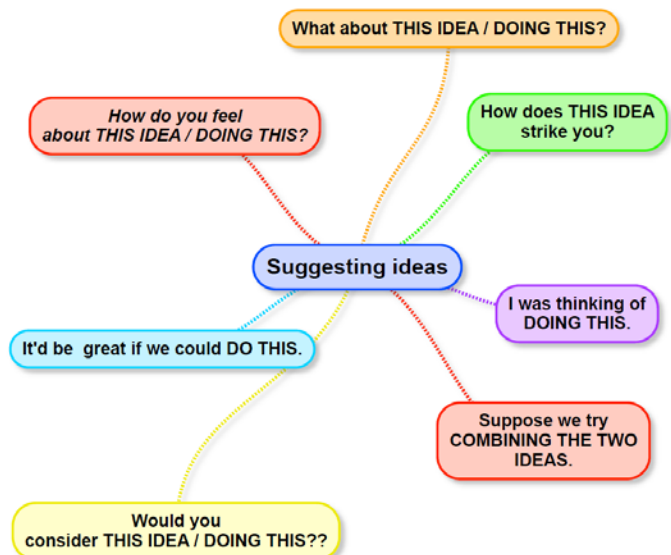 What about THIS IDEA / DOING THIS?
How do you feel
about THIS IDEA / DOING THIS?
How does THIS IDEA
strike you?
Suggesting ideas
I was thinking of
DOING THIS.
It'd be  great if we could DO THIS.
Suppose we try
COMBINING THE TWO
IDEAS.
Would you
consider THIS IDEA / DOING THIS??